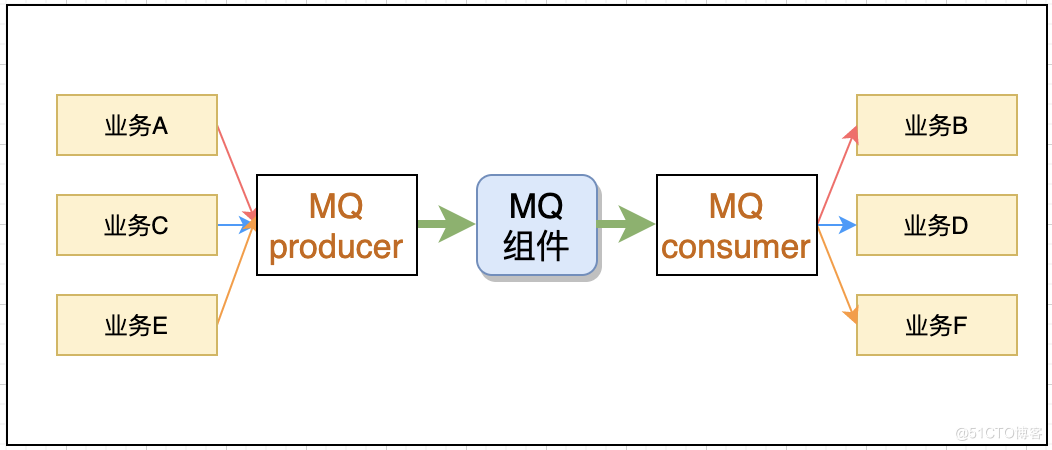 业务A
业务C
业务E
MQ
producer
MQ
组件
MQ
consumer
业务B
业务D
业务F
@51CTO博客